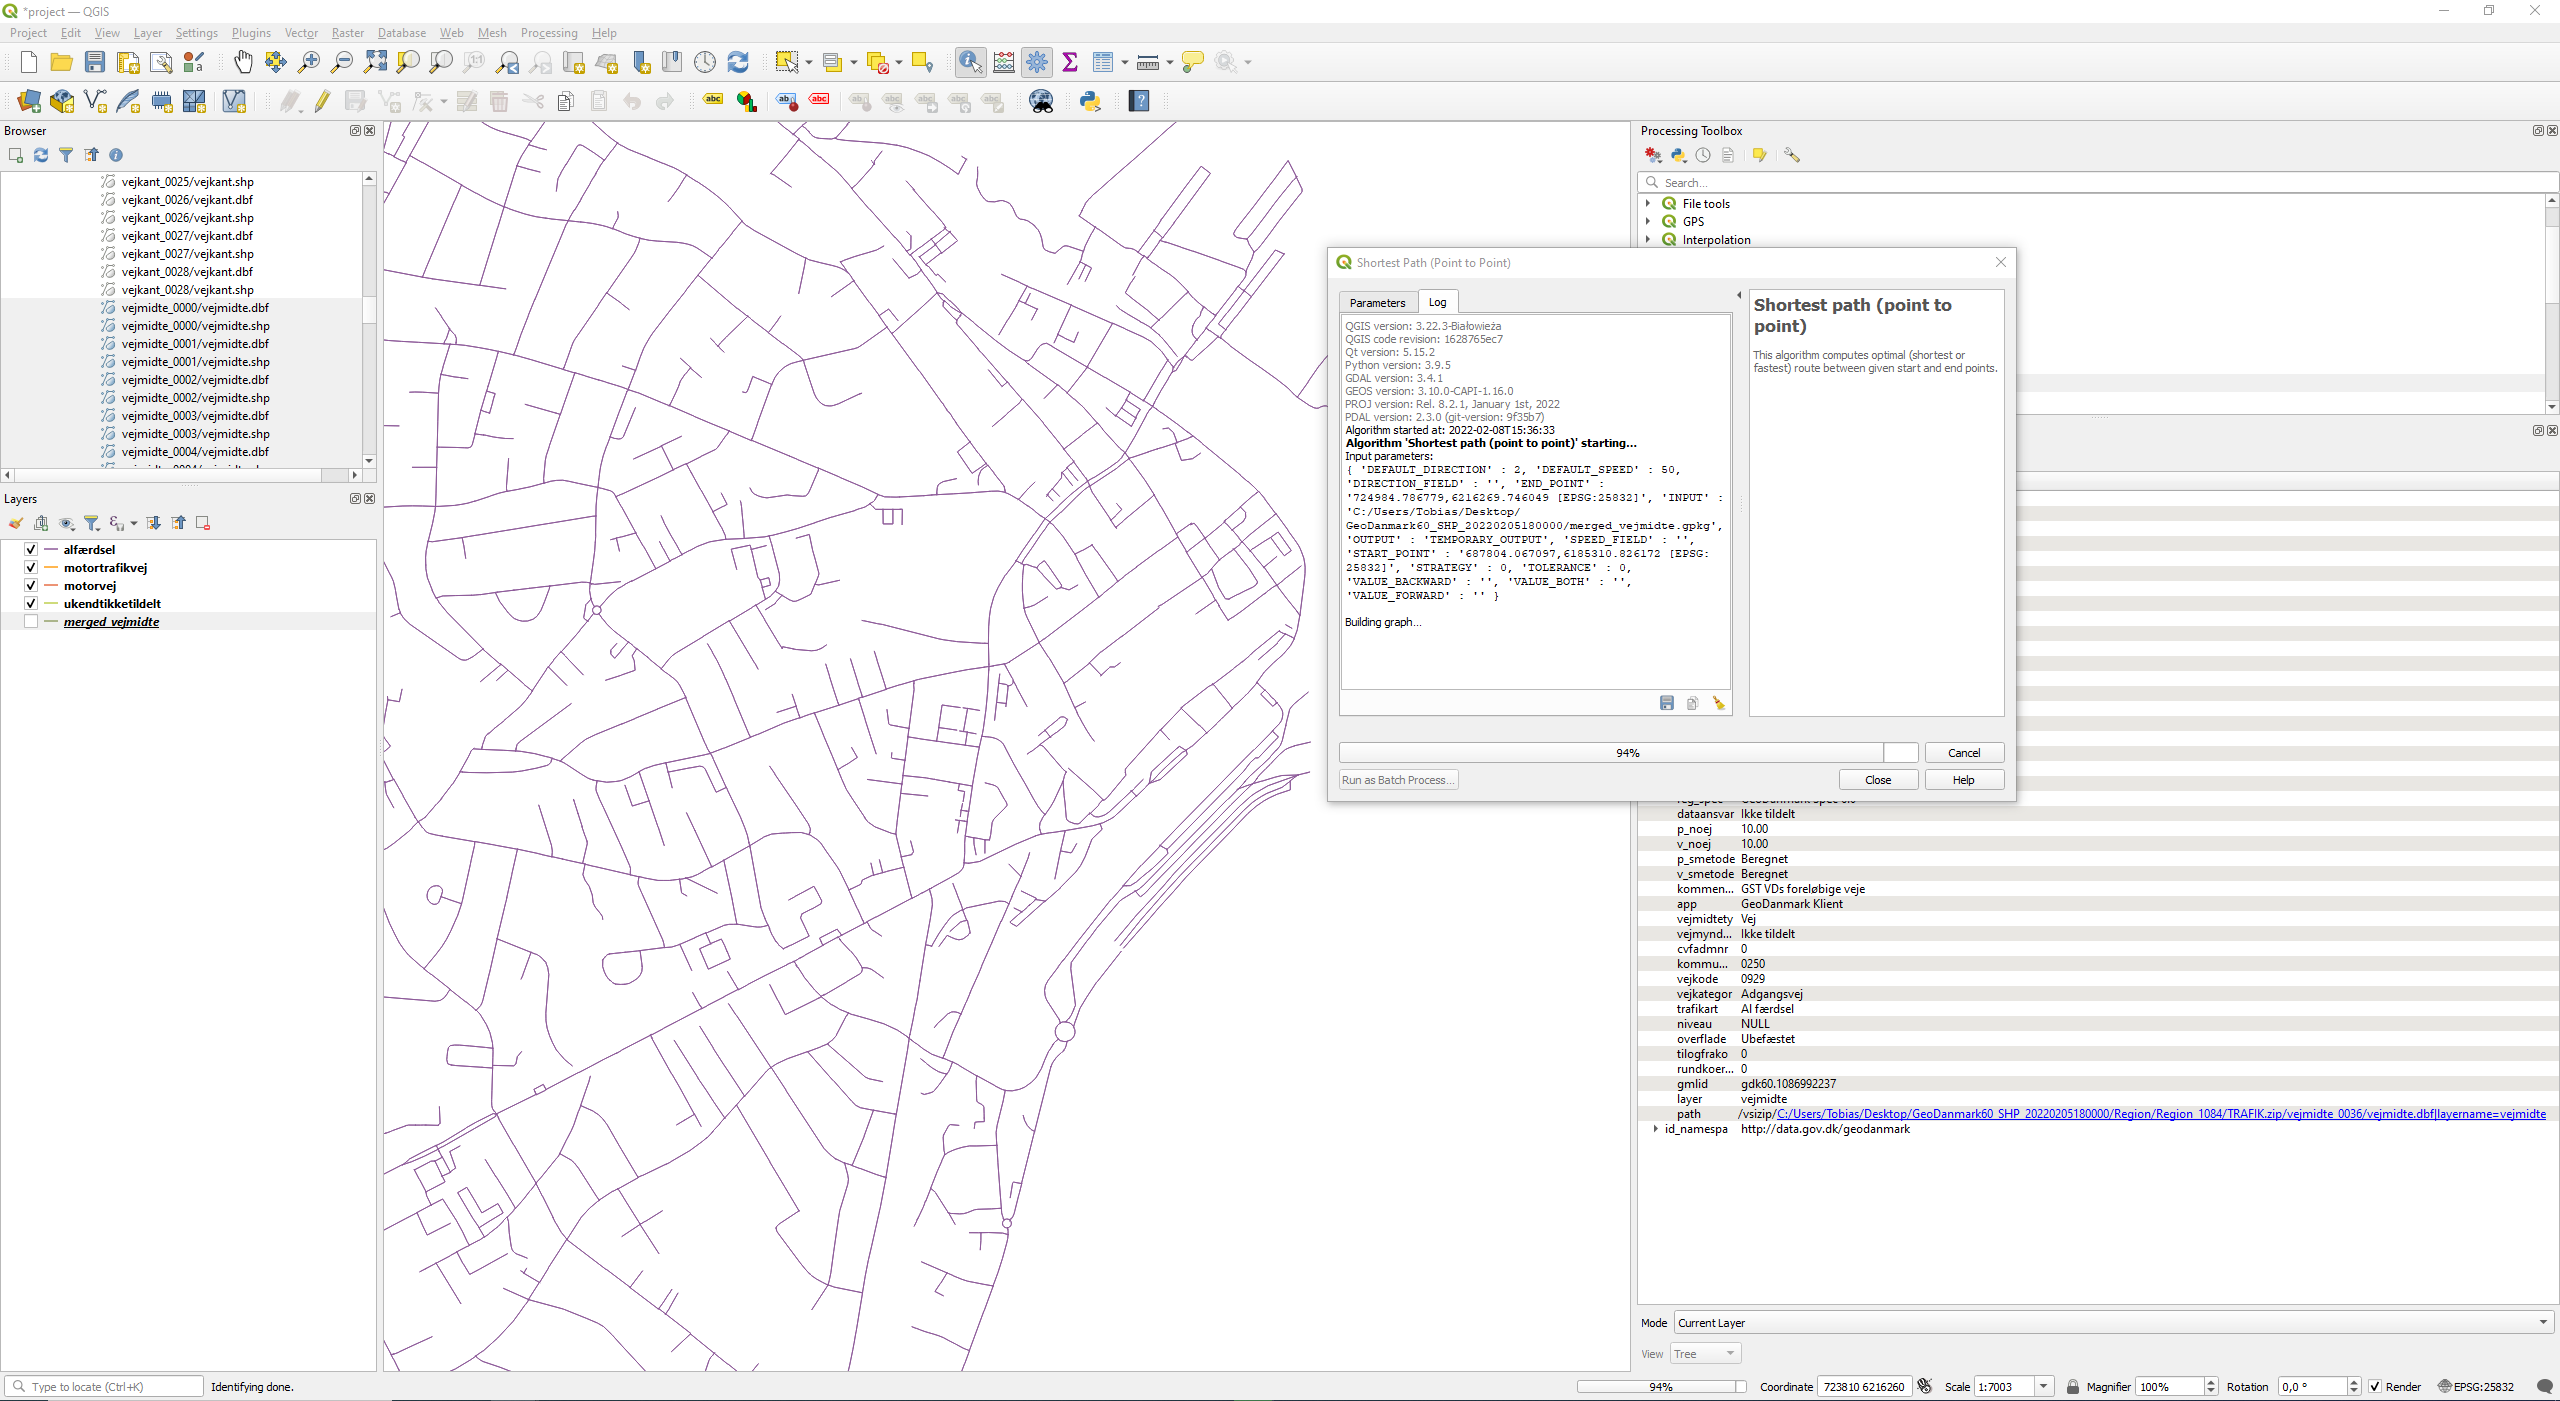 *project — QGIS
Project Edit View Layer Settings Plugins Vector Raster Database Web Mesh Processing Help
Browser
vejkant_0025/vejkant.shp
vejkant_0026/vejkant.dbf
vejkant_0026/vejkant.shp
vejkant_0027/vejkant.dbf
vejkant_0027/vejkant.shp
vejkant_0028/vejkant.dbf
vejkant_0028/vejkant.shp
vejmidte_0000/vejmidte.dbf
vejmidte_0000/vejmidte.shp
vejmidte_0001/vejmidte.dbf
vejmidte_0001/vejmidte.shp
vejmidte_0002/vejmidte.dbf
vejmidte_0002/vejmidte.shp
vejmidte_0003/vejmidte.dbf
vejmidte_0003/vejmidte.shp
vejmidte_0004/vejmidte.dbf
Layers
alfærdsel
motortrafikvej
motorvej
ukendtikketildelt
merged_vejmidte
Processing Toolbox
Search...
File tools
GPS
Interpolation
Shortest Path (Point to Point)
Parameters Log
QGIS version: 3.22.3-Białowieża
QGIS code revision: 1628765ec7
Qt version: 5.15.2
Python version: 3.9.5
GDAL version: 3.4.1
GEOS version: 3.10.0-CAPI-1.16.0
PROJ version: Rel. 8.2.1, January 1st, 2022
PDAL version: 2.3.0 (git-version: 9f35b7)
Algorithm started at: 2022-02-08T15:36:33
Algorithm 'Shortest path (point to point)' starting…
Input parameters:
{ 'DEFAULT_DIRECTION' : 2, 'DEFAULT_SPEED' : 50,
'DIRECTION_FIELD' : '', 'END_POINT' :
'724984.786779,6216269.746049 [EPSG:25832]', 'INPUT' :
'C:/Users/Tobias/Desktop/
GeoDanmark60_SHP_20220205180000/merged_vejmidte.gpkg',
'OUTPUT' : 'TEMPORARY_OUTPUT', 'SPEED_FIELD' : '',
'START_POINT' : '687804.067097,6185310.826172 [EPSG:
25832]', 'STRATEGY' : 0, 'TOLERANCE' : 0,
'VALUE_BACKWARD' : '', 'VALUE_BOTH' : '',
'VALUE_FORWARD' : '' }
Building graph…
Shortest path (point to
point)
This algorithm computes optimal (shortest or
fastest) route between given start and end points.
94%
Cancel
Run as Batch Process…
Close
Help
dataansvar Ikke tildelt
p_noej 10.00
v_noej 10.00
p_smetode Beregnet
v_smetode Beregnet
kommen... GST VDs foreløbige veje
app GeoDanmark Klient
vejmidtety Vej
vejmynd... Ikke tildelt
cvfadmnr 0
kommu... 0250
vejkode 0929
vejkategor Adgangsvej
trafikart Al færdsel
niveau NULL
overflade Ubefæstet
tilogfrako 0
rundkoer... 0
gmlid gdk60.1086992237
layer vejmidte
path /vsizip/C:/Users/Tobias/Desktop/GeoDanmark60_SHP_20220205180000/Region/Region_1084/TRAFIK.zip/vejmidte_0036/vejmidte.dbf|layername=vejmidte
id_namespa http://data.gov.dk/geodanmark
Mode Current Layer
View Tree
Type to locate (Ctrl+K) Identifying done. 94% Coordinate 723810 6216260 Scale 1:7003 Magnifier 100% Rotation 0,0 ° Render EPSG:25832